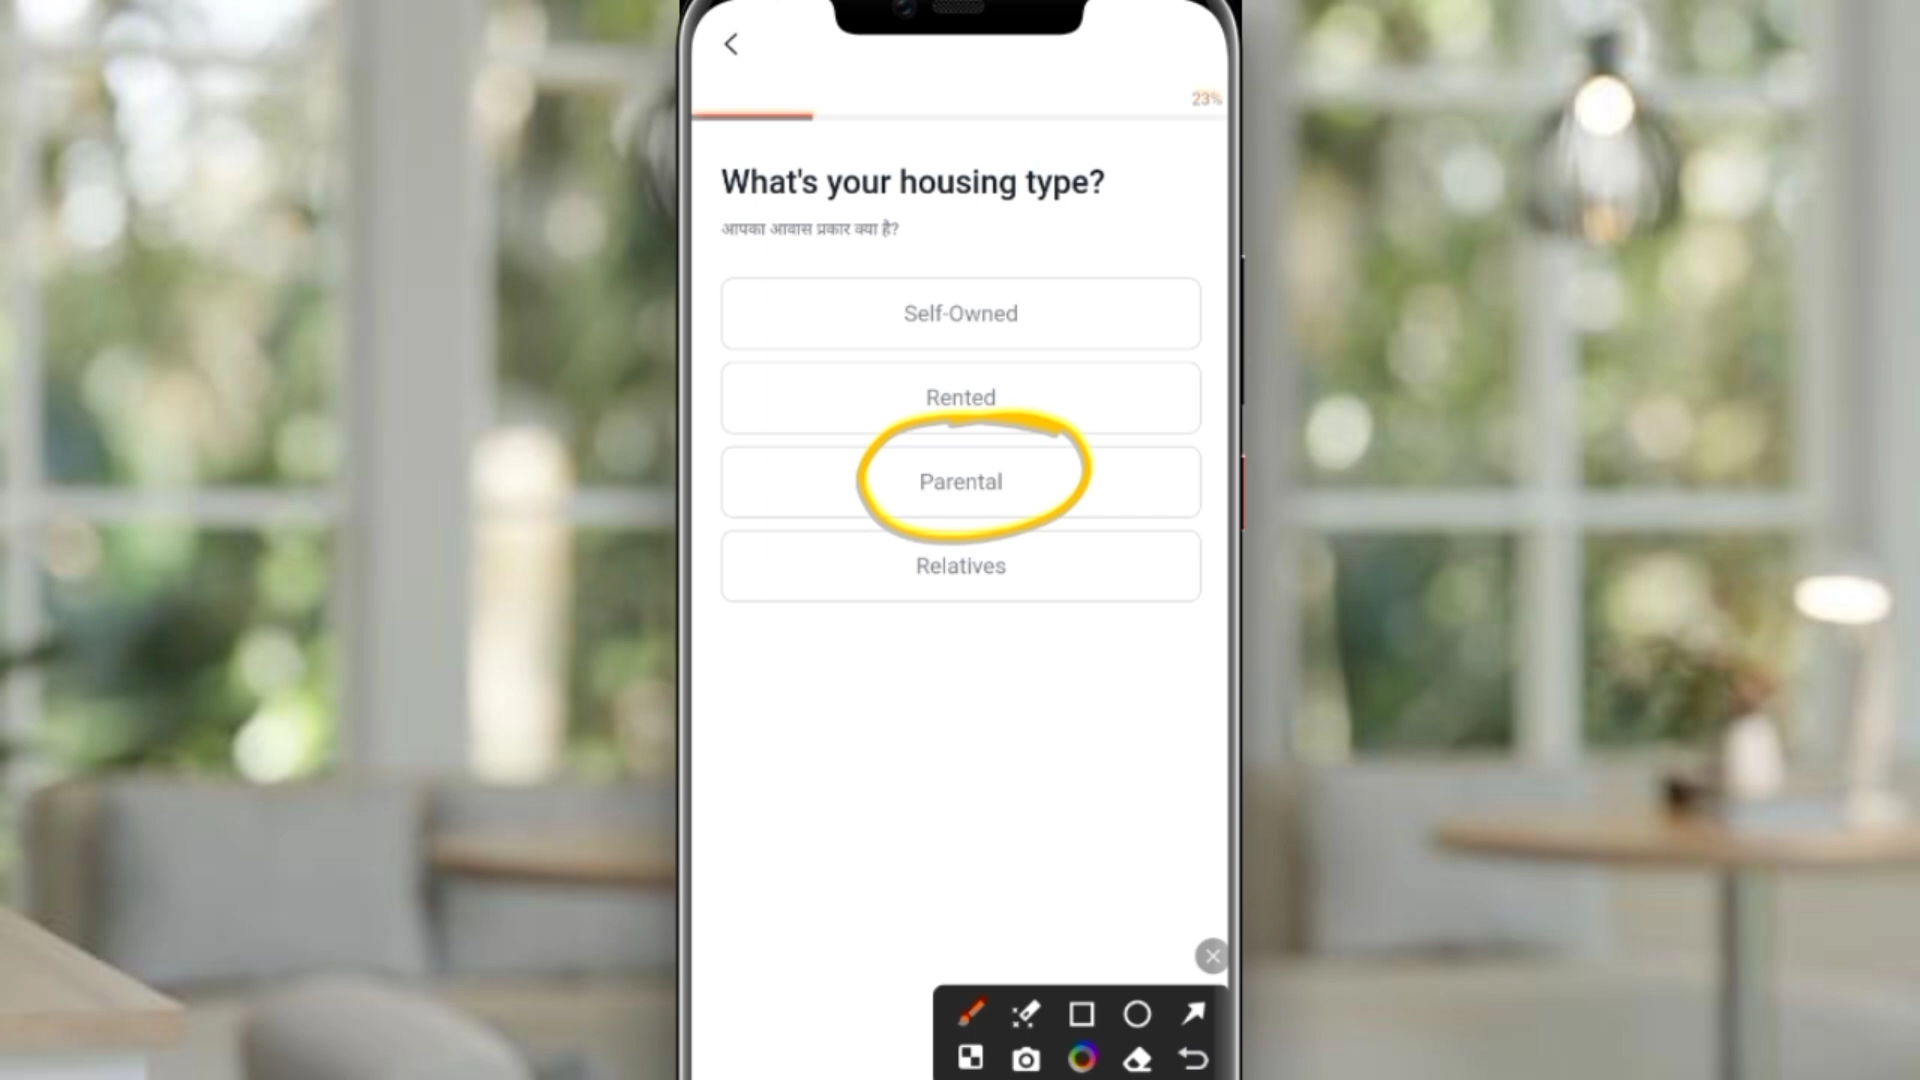 23%
What's your housing type?
आपका आवास प्रकार क्या है?
Self-Owned
Rented
Parental
Relatives